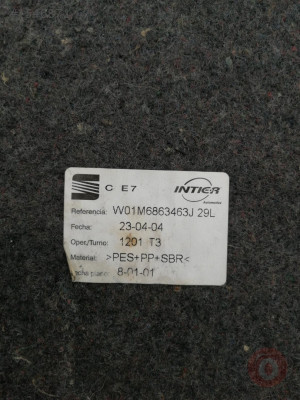 C E7
INTIER
Referencia: W01M6863463J 29L
Fecha: 23-04-04
Oper./Turno: 1201 T3
Material: >PES+PP+SBR<
8-01-01